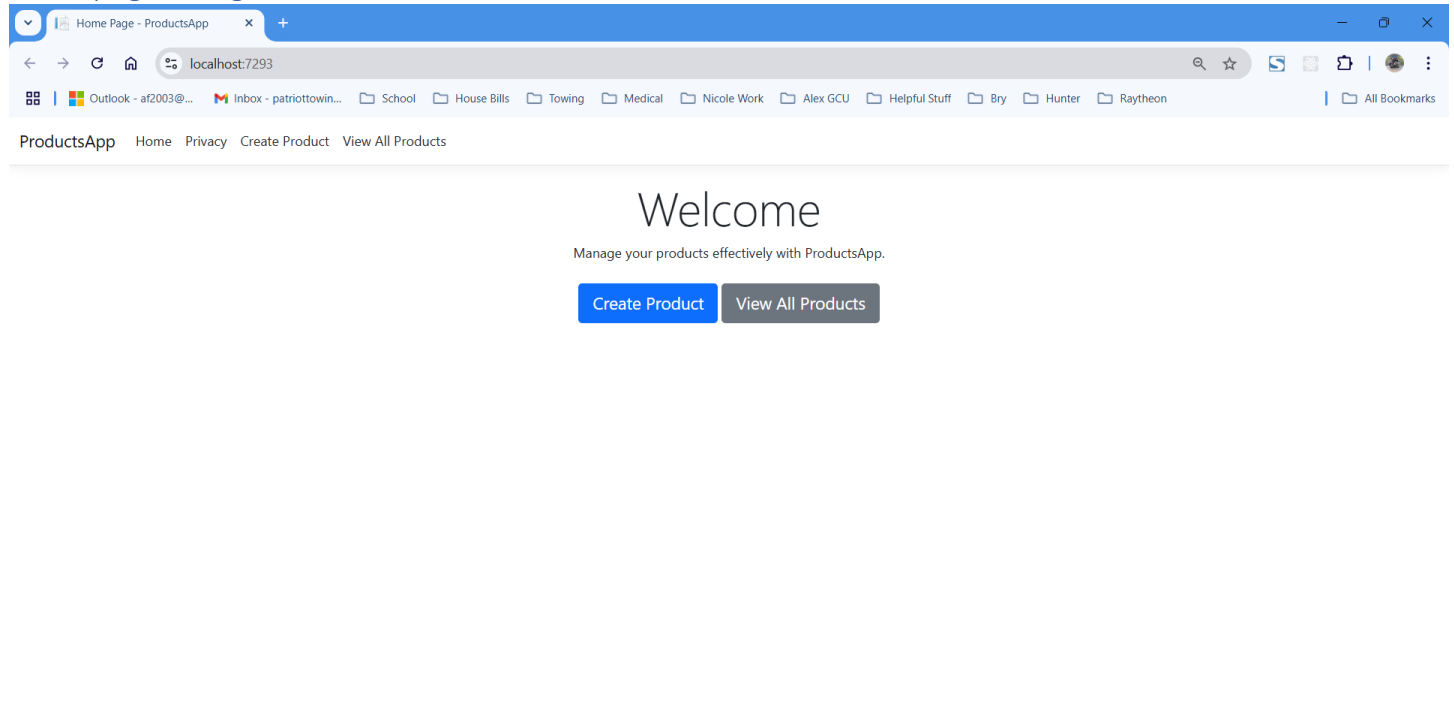 Home Page - ProductsApp
localhost:7293
Outlook - af2003@... Inbox - patriottowin... School House Bills Towing Medical Nicole Work Alex GCU Helpful Stuff Bry Hunter Raytheon All Bookmarks
ProductsApp Home Privacy Create Product View All Products
Welcome
Manage your products effectively with ProductsApp.
Create Product View All Products